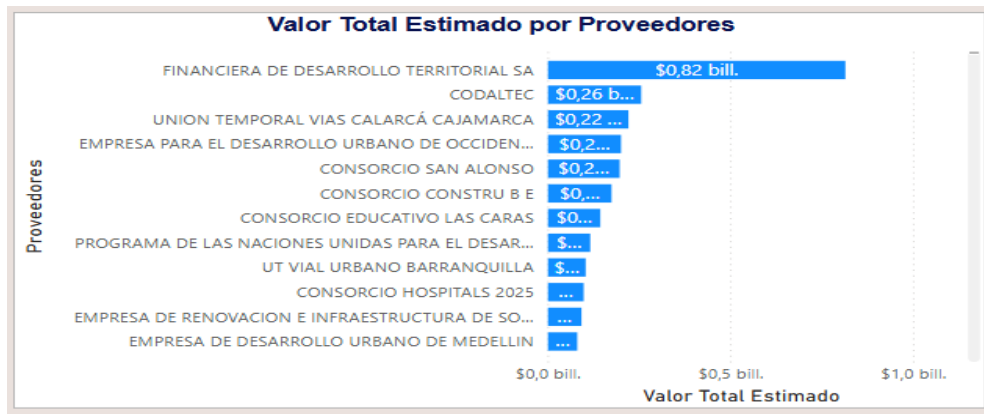 Valor Total Estimado por Proveedores
Proveedores
FINANCIERA DE DESARROLLO TERRITORIAL SA $0,82 bill.
CODALTEC $0,26 b...
UNION TEMPORAL VIAS CALARCÁ CAJAMARCA $0,22 ...
EMPRESA PARA EL DESARROLLO URBANO DE OCCIDEN... $0,2...
CONSORCIO SAN ALONSO $0,2...
CONSORCIO CONSTRU B E $0,...
CONSORCIO EDUCATIVO LAS CARAS $0...
PROGRAMA DE LAS NACIONES UNIDAS PARA EL DESAR... $...
UT VIAL URBANO BARRANQUILLA $...
CONSORCIO HOSPITALS 2025 ...
EMPRESA DE RENOVACION E INFRAESTRUCTURA DE SO... ...
EMPRESA DE DESARROLLO URBANO DE MEDELLIN ...
$0,0 bill. $0,5 bill. $1,0 bill.
Valor Total Estimado